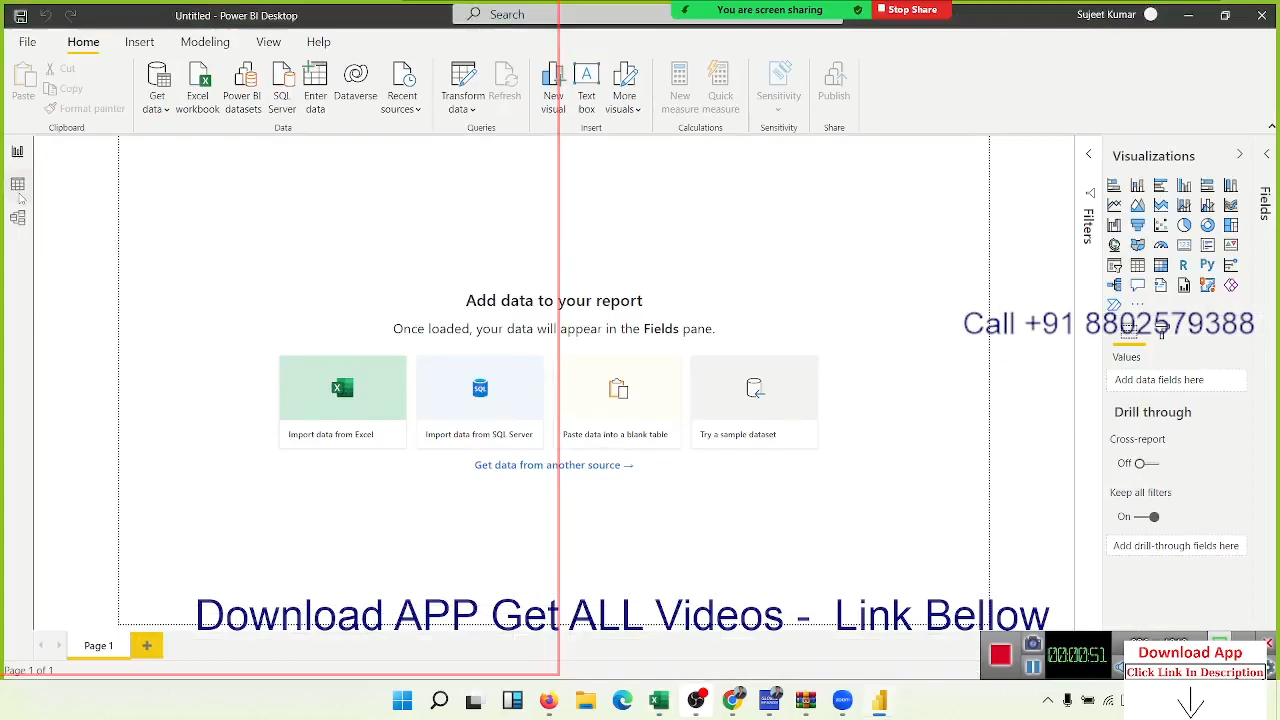 Untitled - Power BI Desktop
Search
You are screen sharing
Stop Share
Sujeet Kumar
File
Home
Insert
Transform
Modeling
View
Help
Paste
Cut
Copy
Format painter
Clipboard
Get data
Excel workbook
Power BI datasets
SQL Server
Enter data
Dataverse
Recent sources
Data
Transform data
Refresh
Queries
New visual
Text box
More visuals
Insert
New measure
Quick measure
Calculations
Sensitivity
Sensitivity
Publish
Share
Filters
Visualizations
Fields
Add data to your report
Once loaded, your data will appear in the Fields pane.
Import data from Excel
Import data from SQL Server
Paste data into a blank table
Try a sample dataset
Get data from another source →
Call +91 8802579388
Values
Add data fields here
Drill through
Cross-report
Off
Keep all filters
On
Add drill-through fields here
Download APP Get ALL Videos - Link Bellow
Page 1
Page 1 of 1
00:00:51
Download App
Click Link In Description